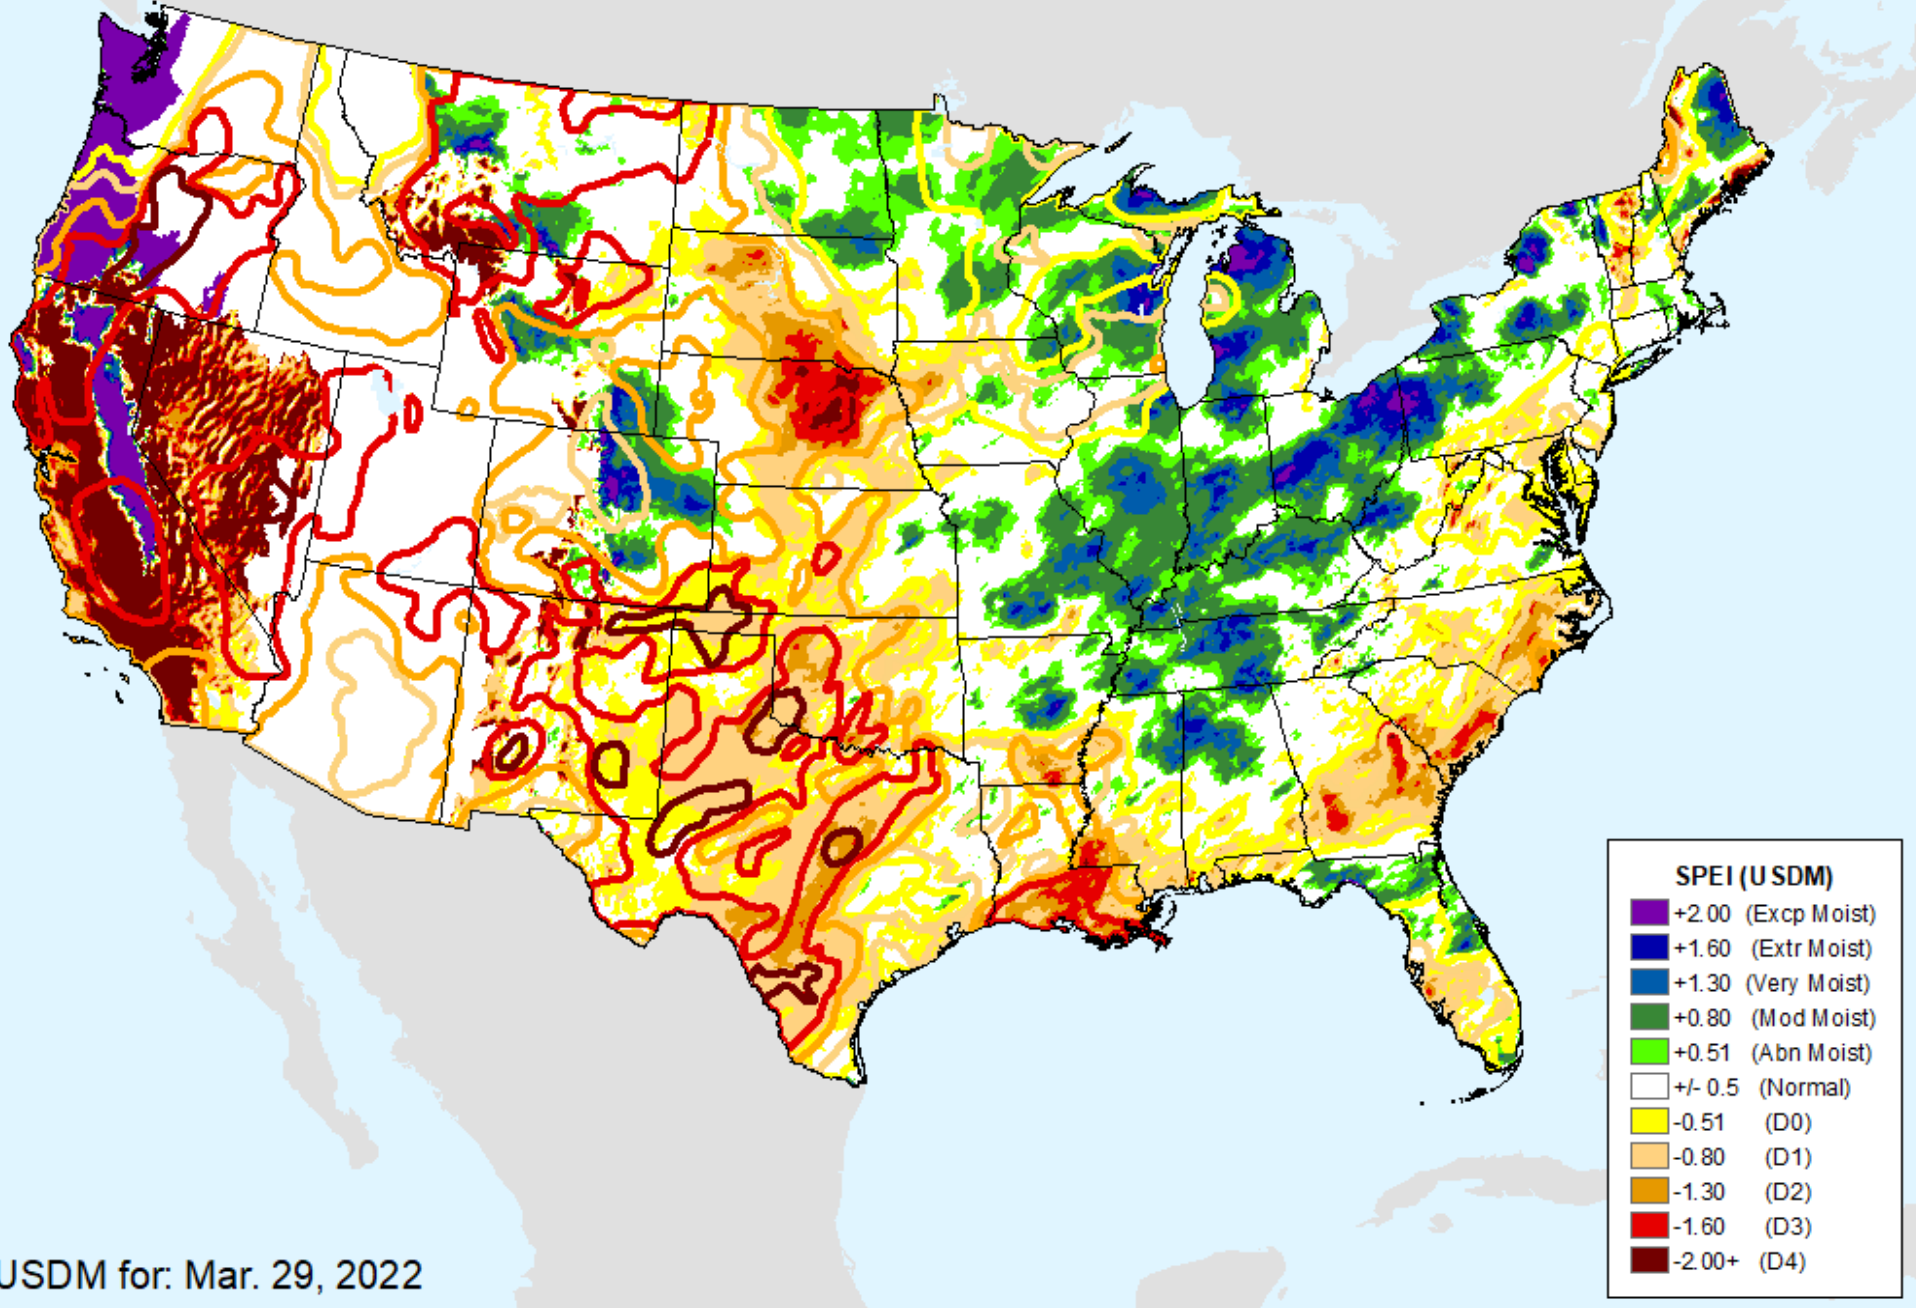 SPEI (USDM)
+2.00 (Excp Moist)
+1.60 (Extr Moist)
+1.30 (Very Moist)
+0.80 (Mod Moist)
+0.51 (Abn Moist)
+/- 0.5 (Normal)
-0.51 (D0)
-0.80 (D1)
-1.30 (D2)
-1.60 (D3)
-2.00+ (D4)
USDM for: Mar. 29, 2022